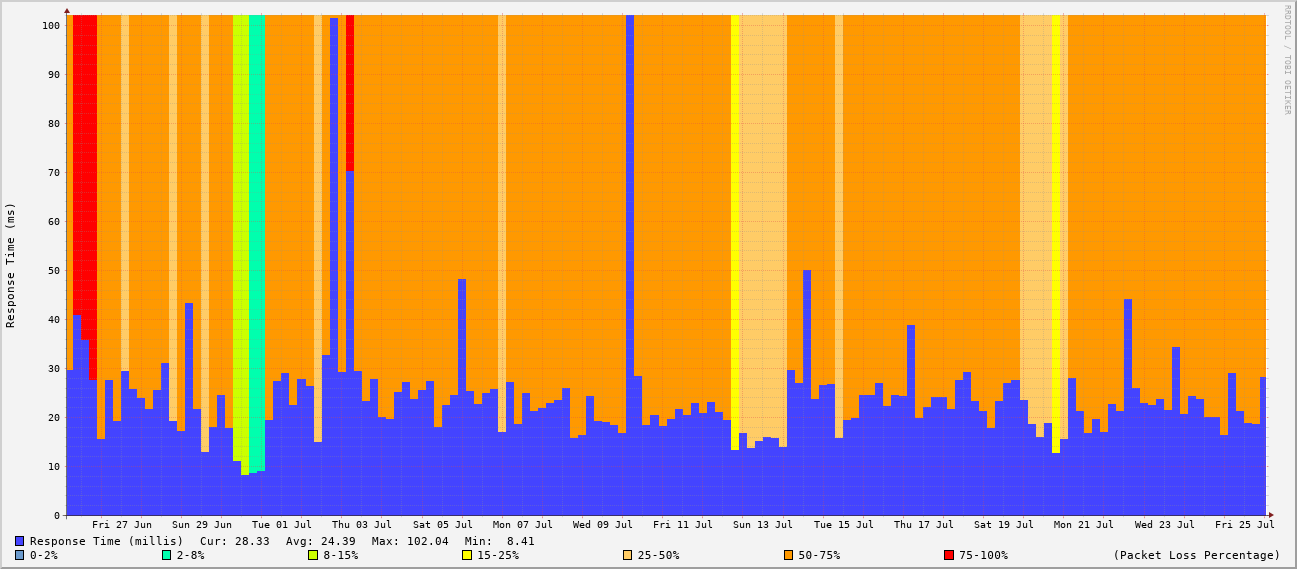 RRDTOOL / TOBI OETIKER
Response Time (ms)
100
90
80
70
60
50
40
30
20
10
0
Fri 27 Jun Sun 29 Jun Tue 01 Jul Thu 03 Jul Sat 05 Jul Mon 07 Jul Wed 09 Jul Fri 11 Jul Sun 13 Jul Tue 15 Jul Thu 17 Jul Sat 19 Jul Mon 21 Jul Wed 23 Jul Fri 25 Jul
Response Time (millis) Cur: 28.33 Avg: 24.39 Max: 102.04 Min: 8.41
0-2% 2-8% 8-15% 15-25% 25-50% 50-75% 75-100% (Packet Loss Percentage)